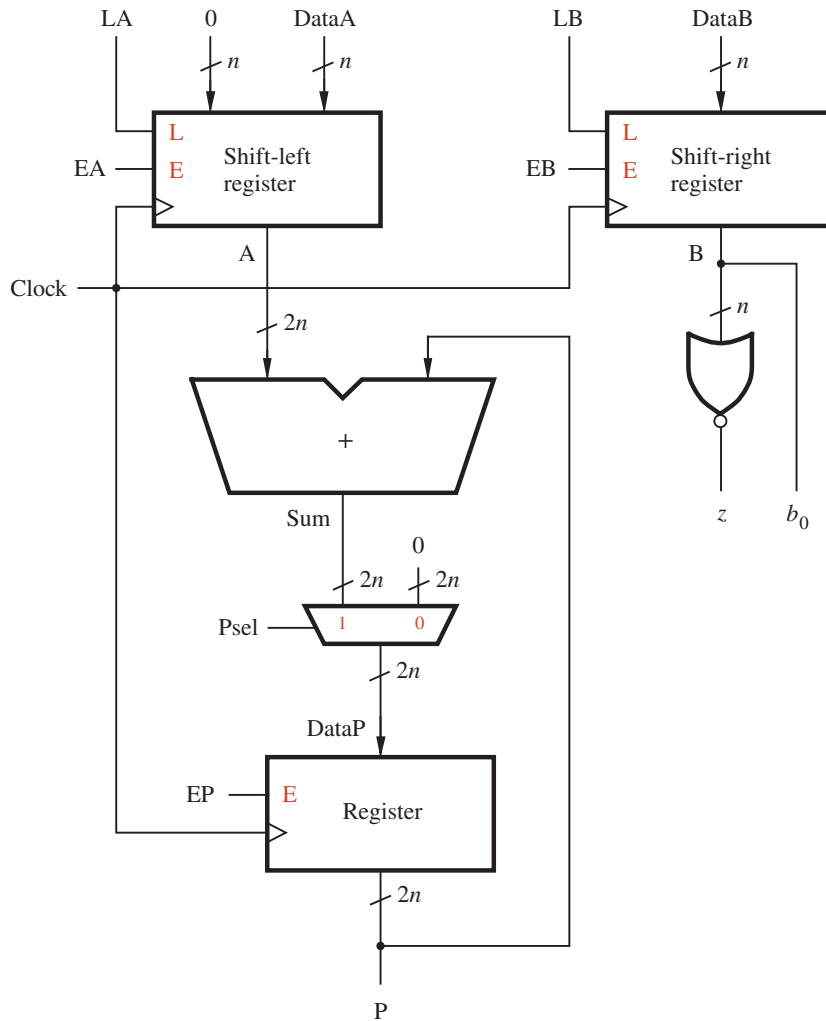 LA 0 DataA LB DataB
n n n
L L
EA E Shift-left register EB E Shift-right register
A B
Clock
2n n
+
Sum z b0
0
2n 2n
Psel 1 0
2n
DataP
EP E Register
2n
P